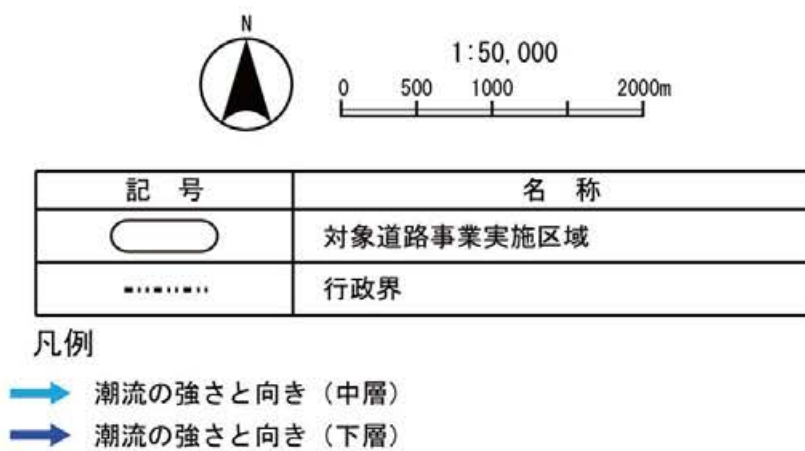 N
1:50,000
0 500 1000 2000m
記 号 名 称
対象道路事業実施区域
行政界
凡例
潮流の強さと向き（中層）
潮流の強さと向き（下層）